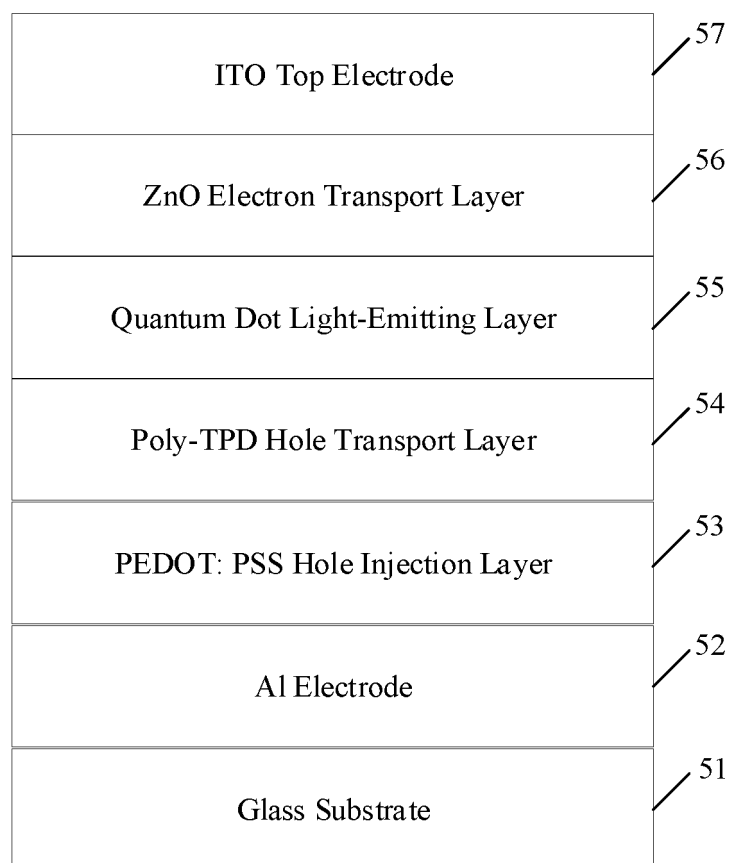 57
ITO Top Electrode
56
ZnO Electron Transport Layer
55
Quantum Dot Light-Emitting Layer
54
Poly-TPD Hole Transport Layer
53
PEDOT: PSS Hole Injection Layer
52
Al Electrode
51
Glass Substrate